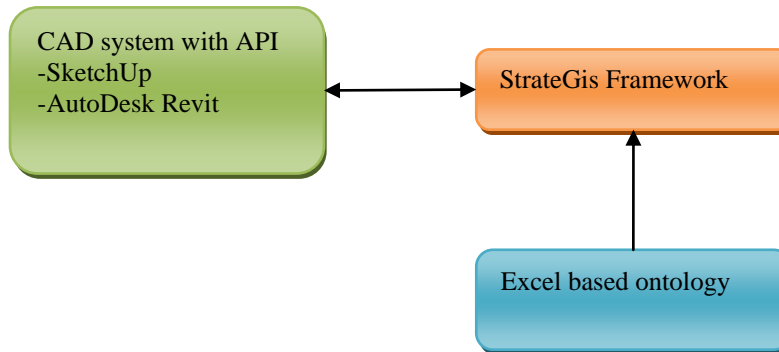 CAD system with API
-SketchUp
-AutoDesk Revit
StrateGis Framework
Excel based ontology